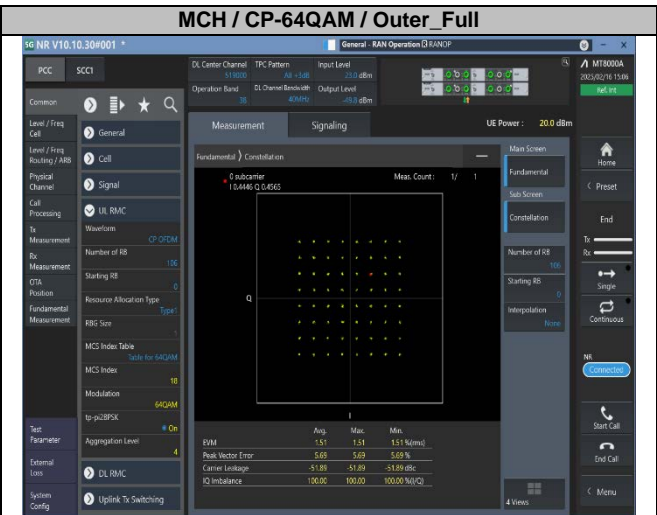 MCH / CP-64QAM / Outer_Full
5G NR V10.10.30#001 *
General - RAN Operation RANOP
PCC SCC1
DL Center Channel TPC Pattern Input Level
519000 All +3dB 23.0 dBm
Operation Band DL Channel Bandwidth Output Level
38 40MHz -49.8 dBm
MT8000A
2025/02/16 15:06
Ref. Int
Common
Level / Freq
Cell
Level / Freq
Routing / ARB
Physical
Channel
Call
Processing
Tx
Measurement
Rx
Measurement
OTA
Position
Fundamental
Measurement
Test
Parameter
External
Loss
System
Config
General
Cell
Signal
UL RMC
Waveform
CP OFDM
Number of RB
106
Starting RB
0
Resource Allocation Type
Type1
RBG Size
1
MCS Index Table
Table for 64QAM
MCS Index
18
Modulation
64QAM
tp-pi2BPSK
On
Aggregation Level
4
DL RMC
Uplink Tx Switching
Measurement Signaling
UE Power : 20.0 dBm
Fundamental Constellation
0 subcarrier Meas. Count : 1/ 1
I 0.4446 Q 0.4565
Q
I
Avg. Max. Min.
EVM 1.51 1.51 1.51 %(rms)
Peak Vector Error 5.69 5.69 5.69 %
Carrier Leakage -51.89 -51.89 -51.89 dBc
IQ Imbalance 100.00 100.00 100.00 %(I/Q)
Main Screen
Fundamental
Sub Screen
Constellation
Number of RB
106
Starting RB
0
Interpolation
None
4 Views
Home
Preset
End
Tx
Rx
Single
Continuous
NR
Connected
Start Call
End Call
Menu